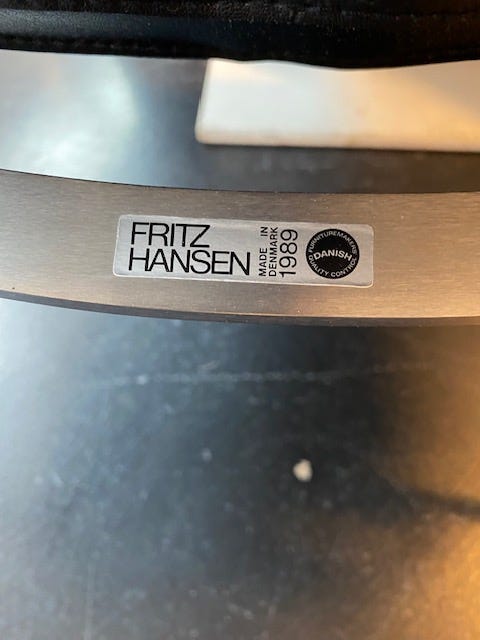 FRITZ
HANSEN
MADE IN
DENMARK
1989
FURNITUREMAKERS
DANISH
QUALITY CONTROL